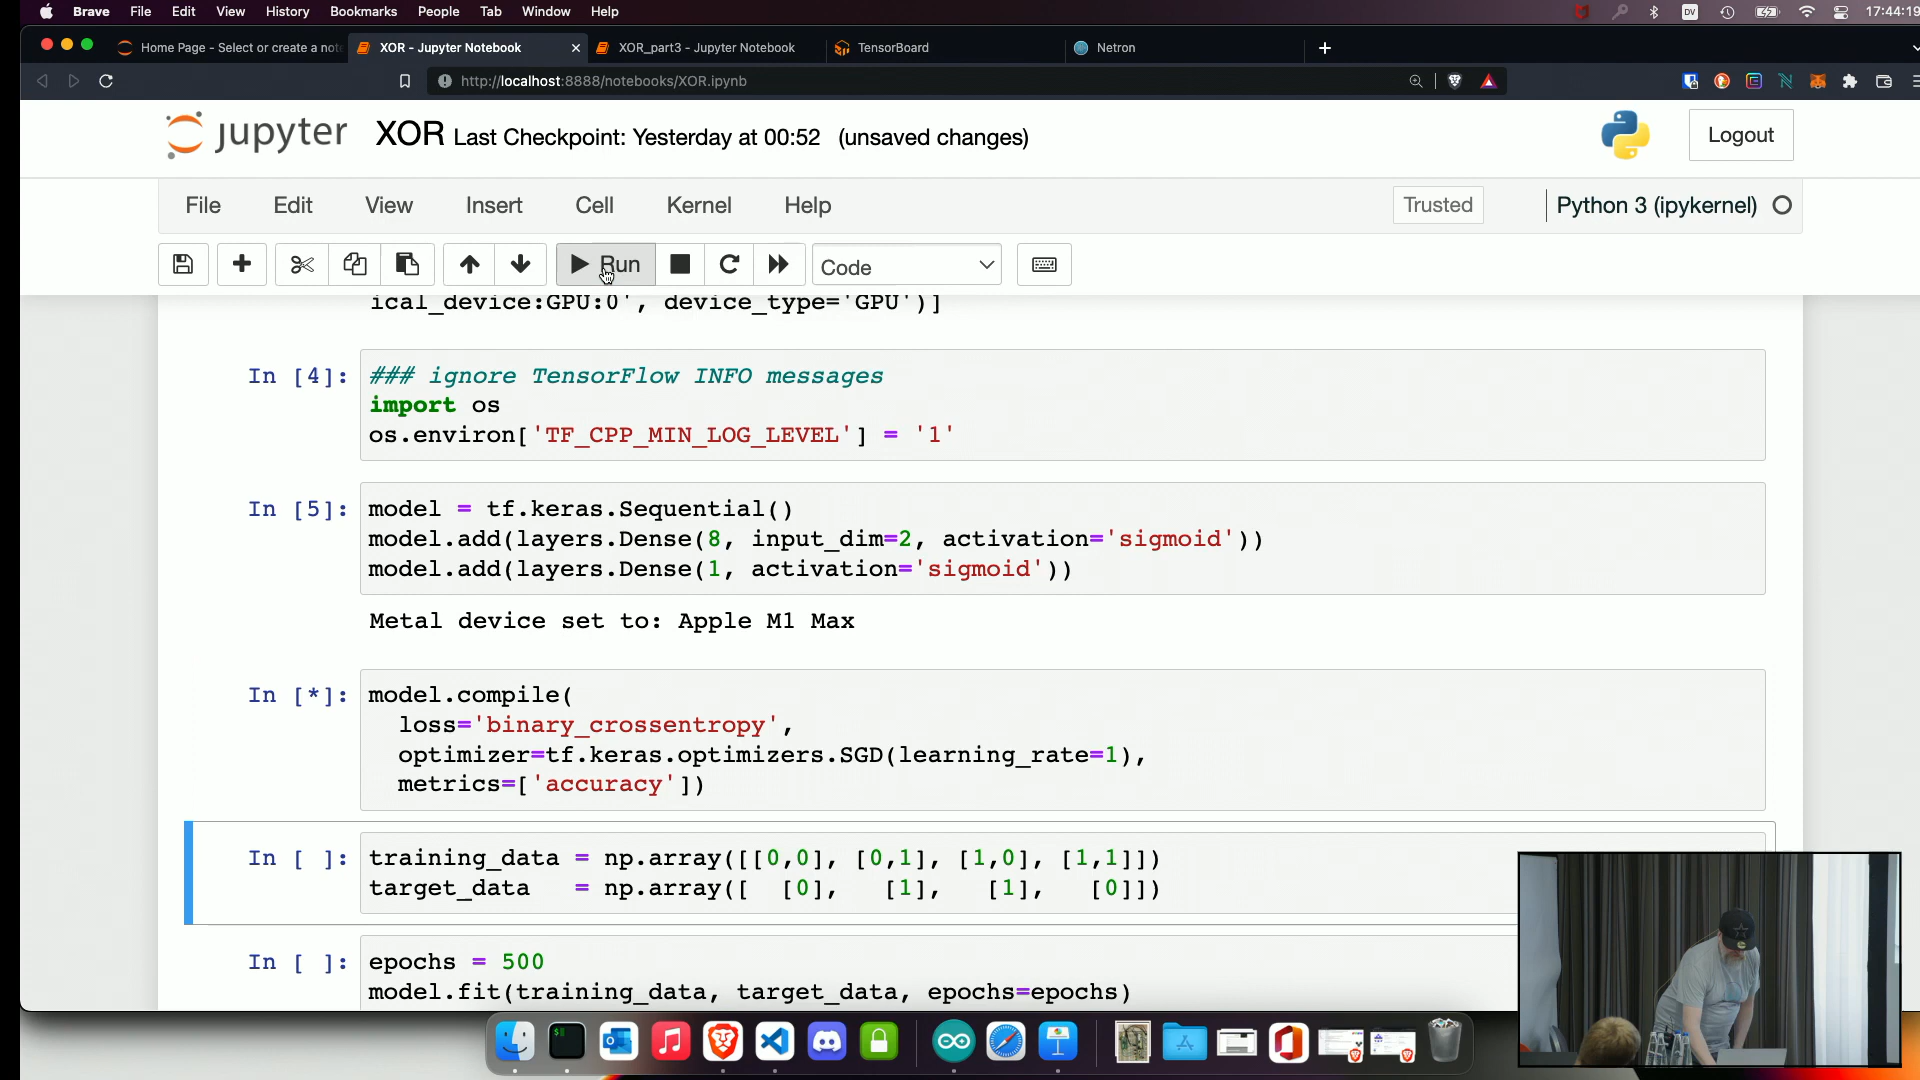 Brave File Edit View History Bookmarks People Tab Window Help DV 17:44:19
Home Page - Select or create a note
XOR - Jupyter Notebook
XOR_part3 - Jupyter Notebook
TensorBoard
Netron
http://localhost:8888/notebooks/XOR.ipynb
jupyter XOR Last Checkpoint: Yesterday at 00:52 (unsaved changes) Logout
File Edit View Insert Cell Kernel Help Trusted Python 3 (ipykernel)
Run Code
ical_device:GPU:0', device_type='GPU')]
In [4]: ### ignore TensorFlow INFO messages
import os
os.environ['TF_CPP_MIN_LOG_LEVEL'] = '1'
In [5]: model = tf.keras.Sequential()
model.add(layers.Dense(8, input_dim=2, activation='sigmoid'))
model.add(layers.Dense(1, activation='sigmoid'))
Metal device set to: Apple M1 Max
In [*]: model.compile(
loss='binary_crossentropy',
optimizer=tf.keras.optimizers.SGD(learning_rate=1),
metrics=['accuracy'])
In [ ]: training_data = np.array([[0,0], [0,1], [1,0], [1,1]])
target_data = np.array([ [0], [1], [1], [0]])
In [ ]: epochs = 500
model.fit(training_data, target_data, epochs=epochs)